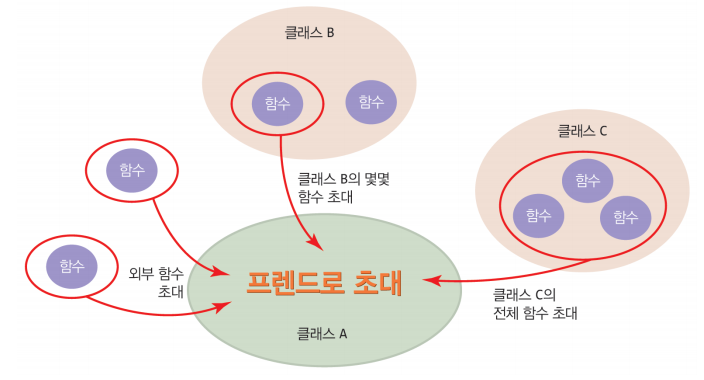 클래스 B
함수
함수
클래스 C
함수
함수
함수
함수
클래스 B의 몇몇
함수 초대
함수
외부 함수
초대
프렌드로 초대
클래스 C의
전체 함수 초대
클래스 A